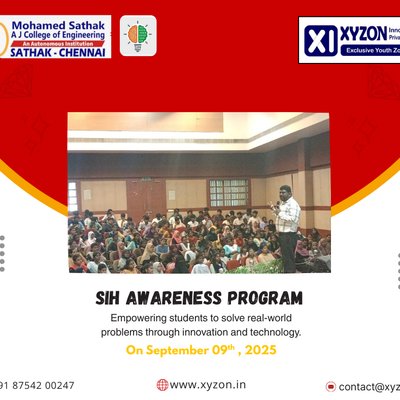 Mohamed Sathak
A J College of Engineering
An Autonomous Institution
SATHAK - CHENNAI
XI XYZON
Exclusive Youth
SIH AWARENESS PROGRAM
Empowering students to solve real-world
problems through innovation and technology.
On September 09th , 2025
91 87542 00247
www.xyzon.in
contact@xyz